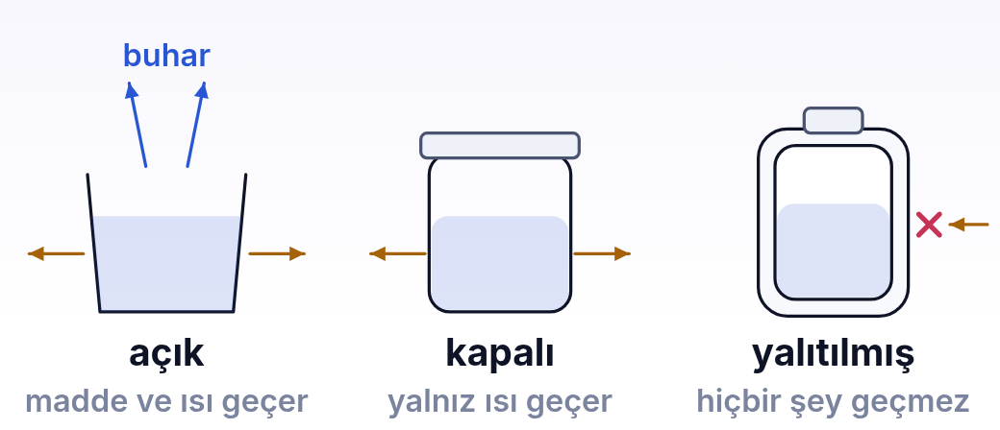 buhar
açık
kapalı
yalıtılmış
madde ve ısı geçer
yalnız ısı geçer
hiçbir şey geçmez